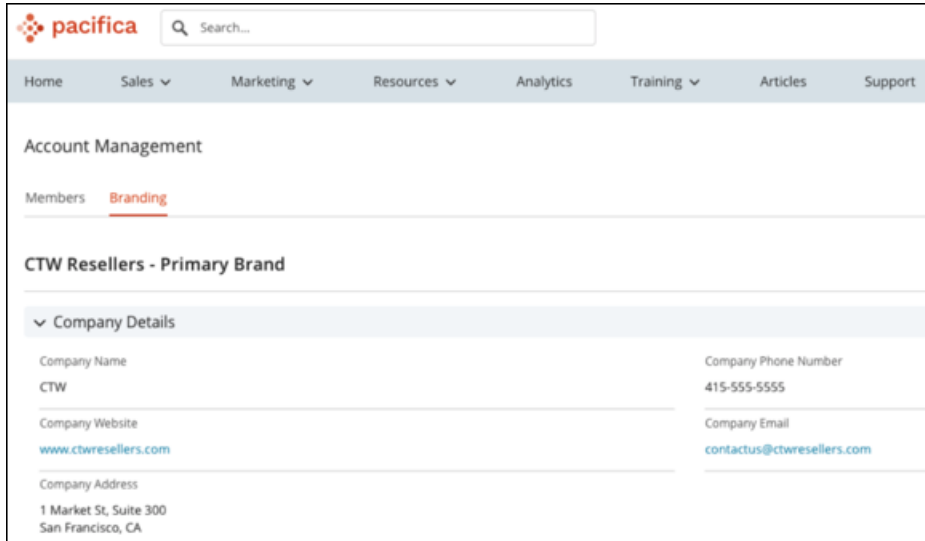 pacifica
Search...
Home Sales Marketing Resources Analytics Training Articles Support
Account Management
Members Branding
CTW Resellers - Primary Brand
Company Details
Company Name Company Phone Number
CTW 415-555-5555
Company Website Company Email
www.ctwresellers.com contactus@ctwresellers.com
Company Address
1 Market St, Suite 300
San Francisco, CA